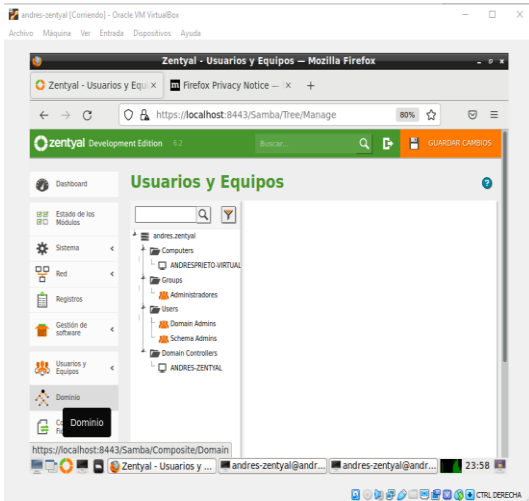 andres-zentyal [Corriendo] - Oracle VM VirtualBox
Archivo Máquina Ver Entrada Dispositivos Ayuda
Zentyal - Usuarios y Equipos — Mozilla Firefox
Zentyal - Usuarios y Equi
Firefox Privacy Notice —
https://localhost:8443/Samba/Tree/Manage
80%
zentyal Development Edition 6.2
Buscar...
GUARDAR CAMBIOS
Dashboard
Estado de los Módulos
Sistema
Red
Registros
Gestión de software
Usuarios y Equipos
Dominio
Dominio
Usuarios y Equipos
andres.zentyal
Computers
ANDRESPRIETO-VIRTUAL
Groups
Administradores
Users
Domain Admins
Schema Admins
Domain Controllers
ANDRES-ZENTYAL
https://localhost:8443/Samba/Composite/Domain
Zentyal - Usuarios y ...
andres-zentyal@andr...
andres-zentyal@andr...
23:58
CTRL DERECHA